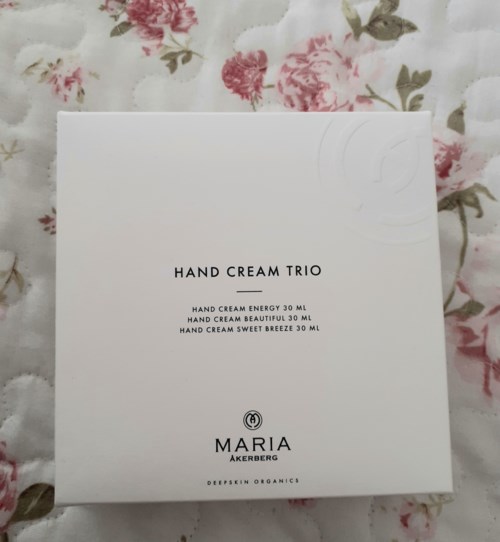 HAND CREAM TRIO
HAND CREAM ENERGY 30 ML
HAND CREAM BEAUTIFUL 30 ML
HAND CREAM SWEET BREEZE 30 ML
MARIA
ÅKERBERG
DEEPSKIN ORGANICS